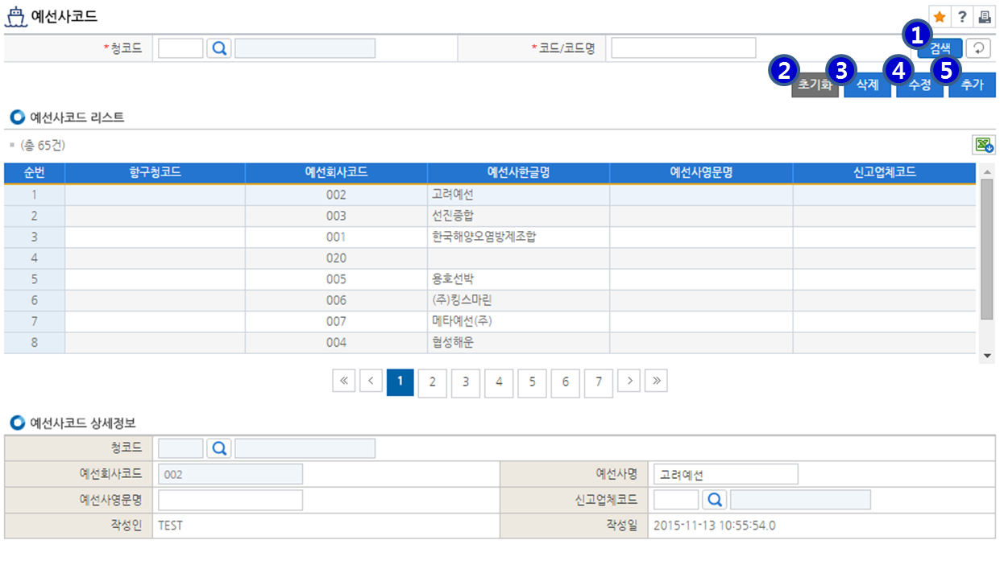 예선사코드
?
*청코드 *코드/코드명 1 검색
2 초기화 3 삭제 4 수정 5 추가
예선사코드 리스트
(총 65건)
순번 항구청코드 예선회사코드 예선사한글명 예선사영문명 신고업체코드
1 002 고려예선
2 003 선진종합
3 001 한국해양오염방제조합
4 020
5 005 용호선박
6 006 (주)킹스마린
7 007 메타예선(주)
8 004 협성해운
« < 1 2 3 4 5 6 7 > »
예선사코드 상세정보
청코드
예선회사코드 002 예선사명 고려예선
예선사영문명 신고업체코드
작성인 TEST 작성일 2015-11-13 10:55:54.0